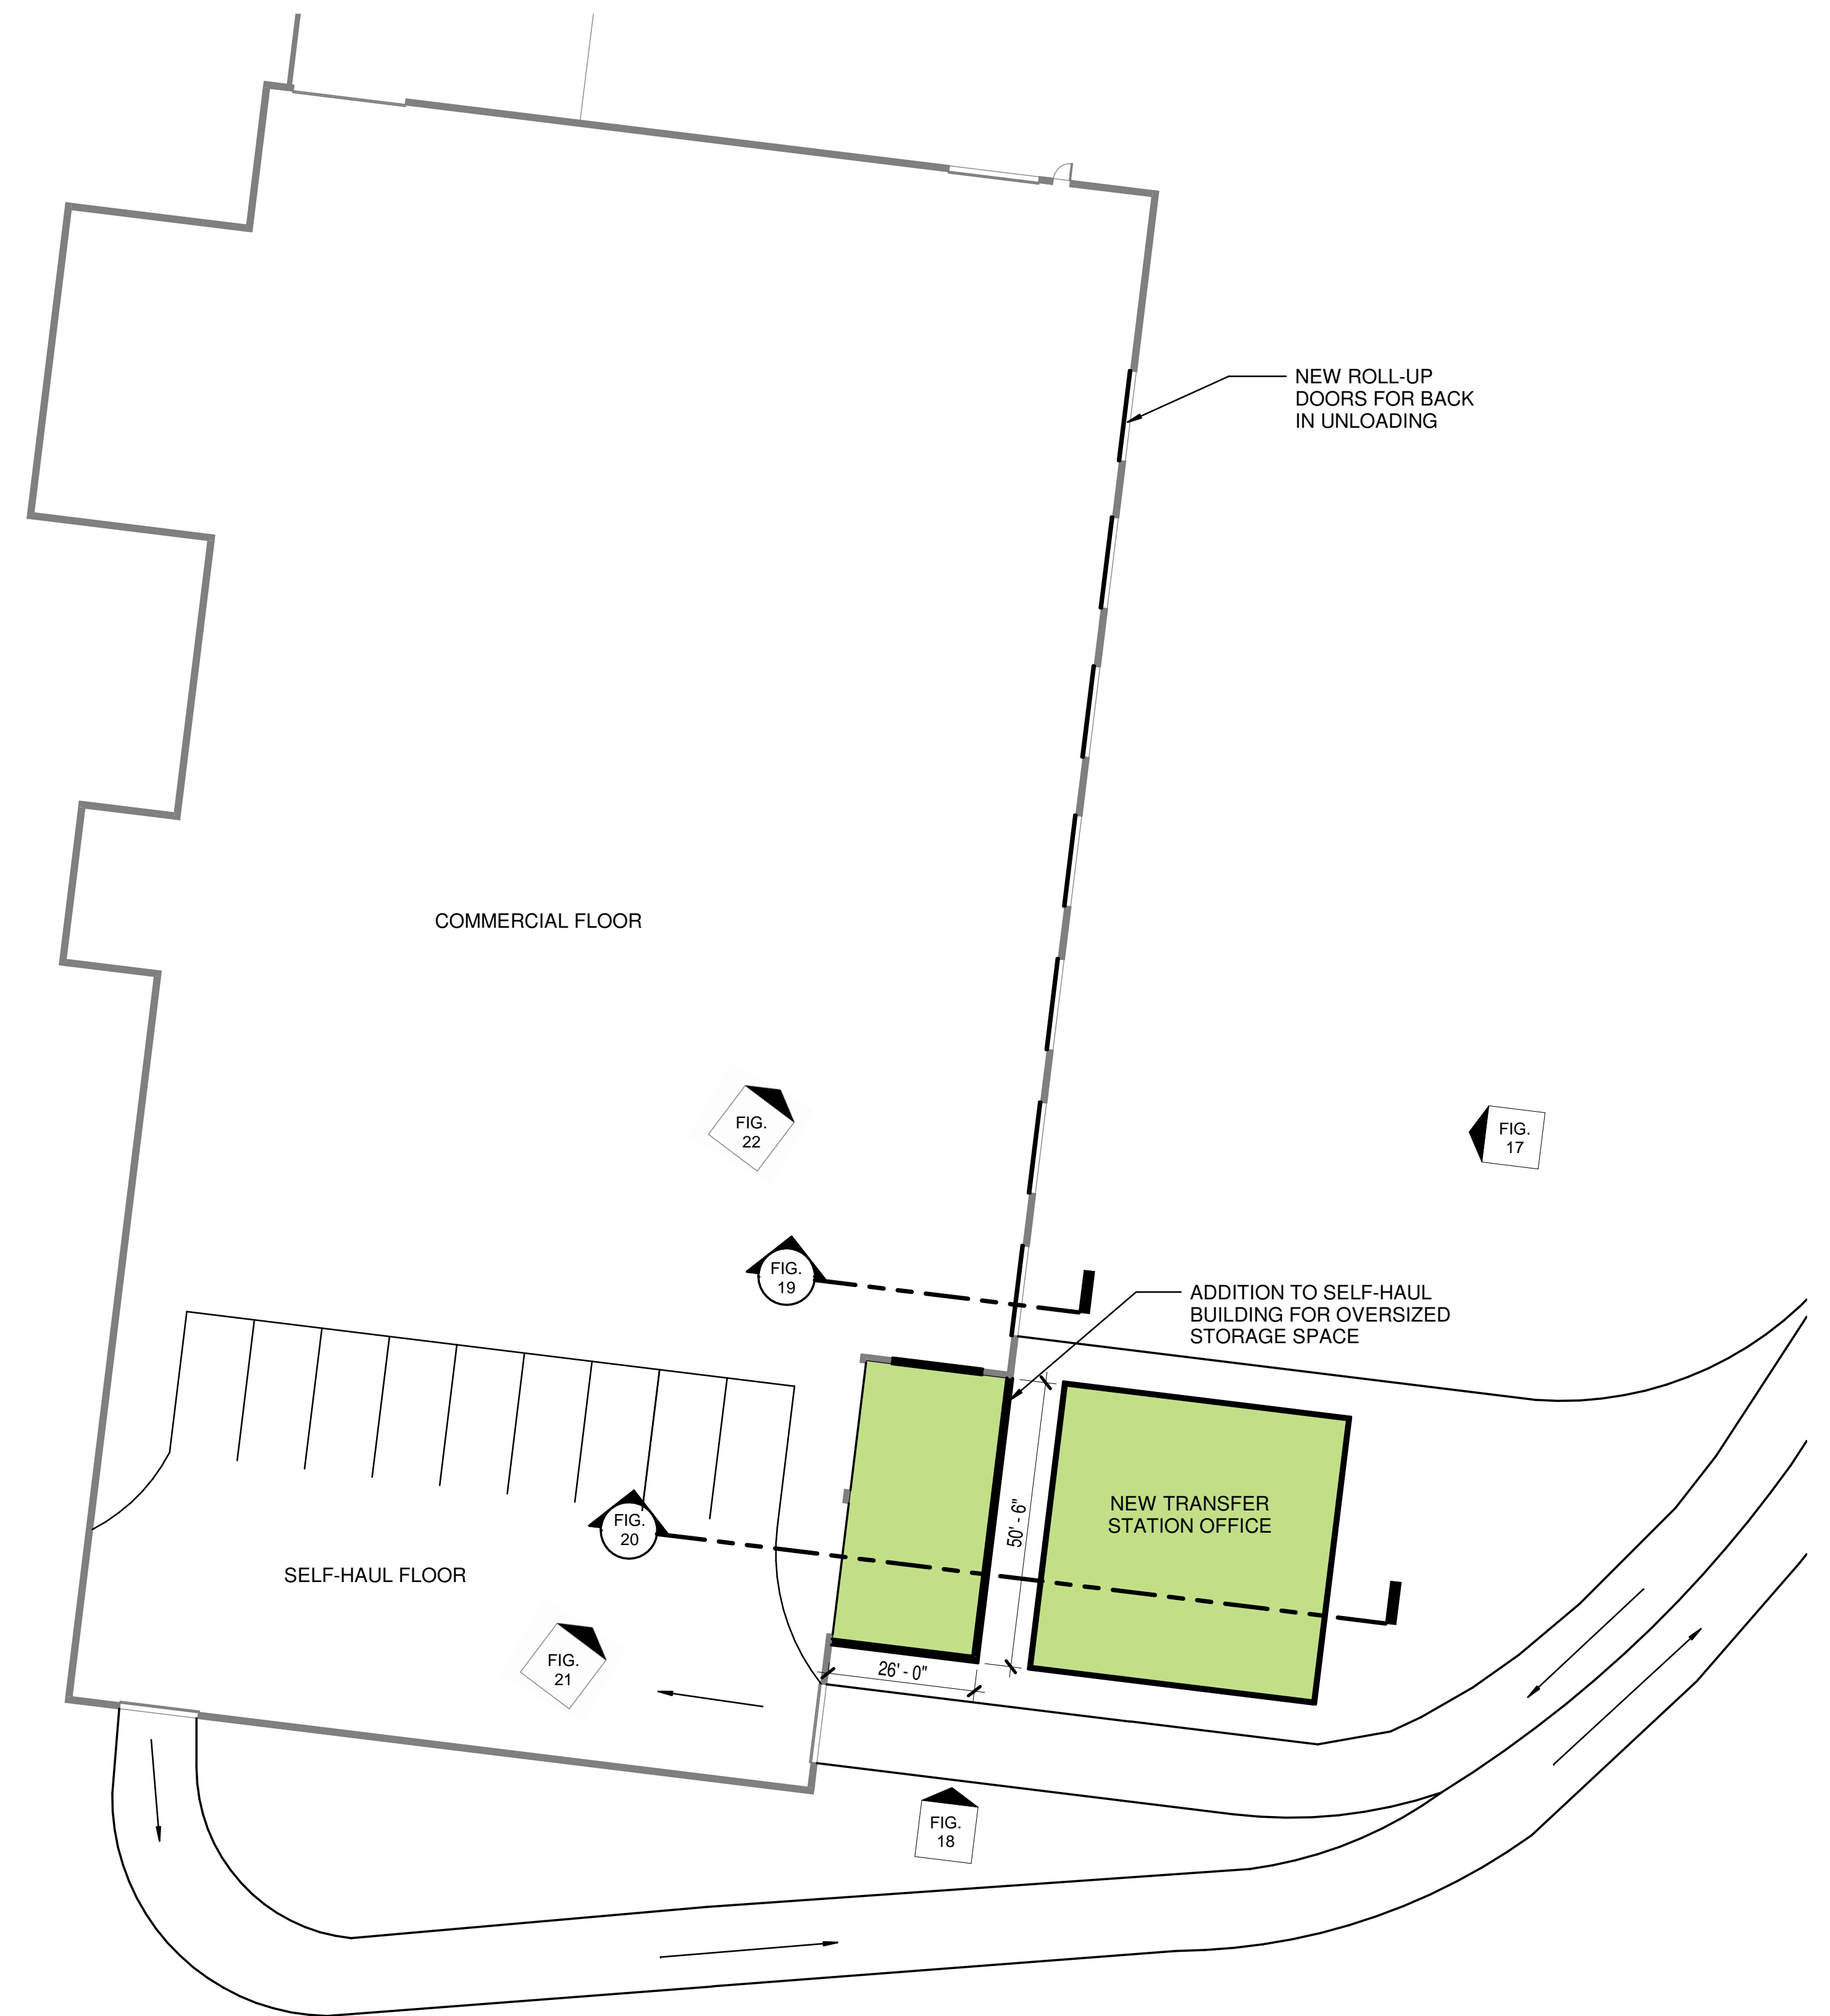 NEW ROLL-UP
DOORS FOR BACK
IN UNLOADING
COMMERCIAL FLOOR
FIG.
22
FIG.
17
FIG.
19
ADDITION TO SELF-HAUL
BUILDING FOR OVERSIZED
STORAGE SPACE
NEW TRANSFER
STATION OFFICE
50' - 6"
FIG.
20
SELF-HAUL FLOOR
FIG.
21
26' - 0"
FIG.
18